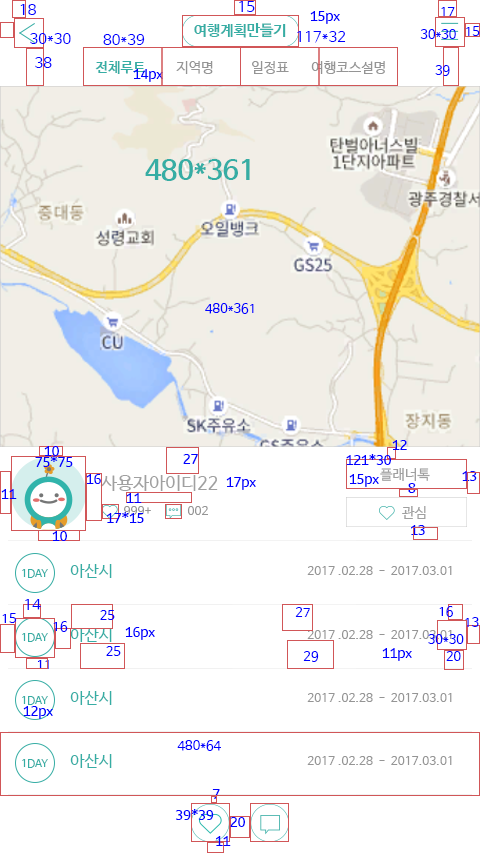 18
15
15px
17
여행계획만들기
30*30
80*39
117*32
30*30
15
전체루트
지역명
일정표
여행코스설명
38
14px
39
탄벌아너스빌
1단지아파트
480*361
광주경찰서
중대동
성령교회
오일뱅크
GS25
480*361
CU
SK주유소
GS주유소
장지동
10
27
12
75*75
121*30
플래너톡
11
16
사용자아이디22
17px
15px
8
13
11
999+
002
17*15
관심
10
13
1DAY
아산시
2017 .02.28 - 2017.03.01
14
25
27
16
15
1DAY
16
아산시
16px
2017 .02.28 - 2017.03.01
13
30*30
11
25
29
11px
20
1DAY
아산시
2017 .02.28 - 2017.03.01
12px
480*64
1DAY
아산시
2017 .02.28 - 2017.03.01
7
39*39
20
11